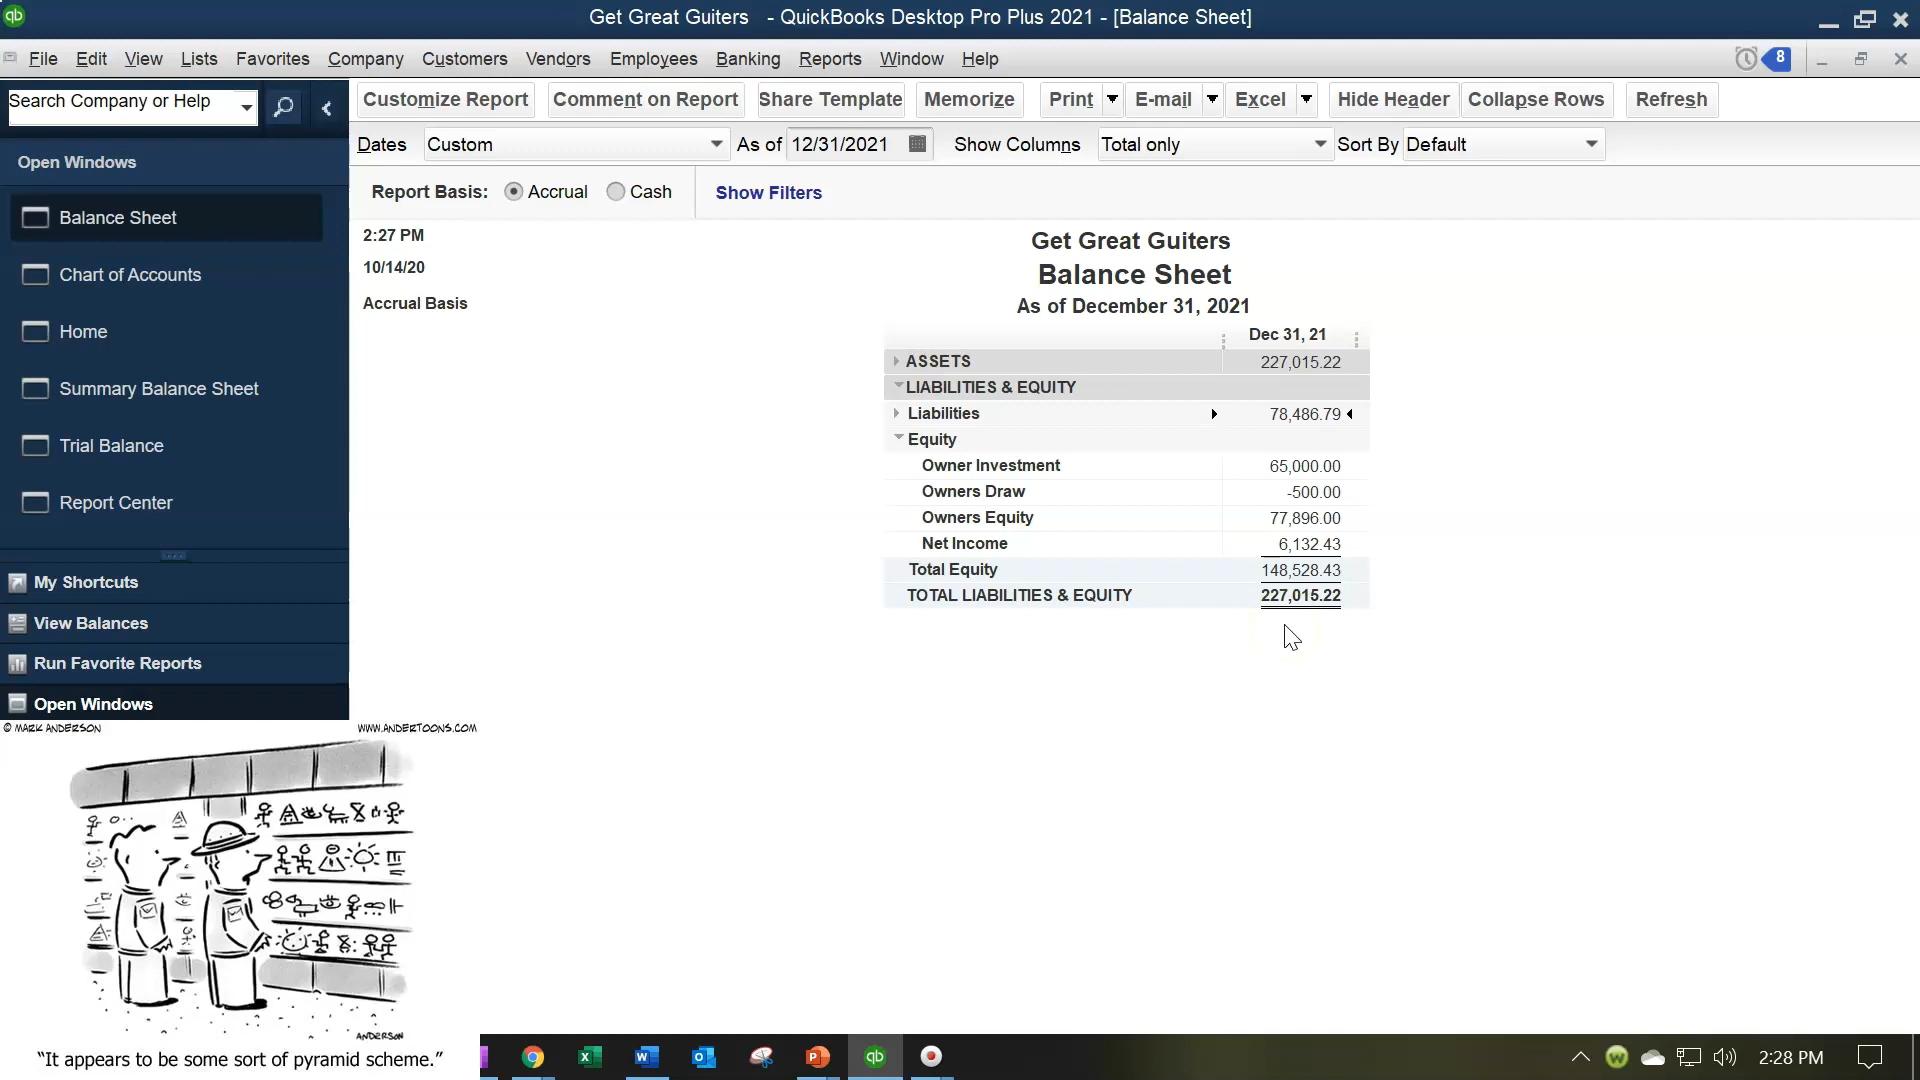 qb Get Great Guiters - QuickBooks Desktop Pro Plus 2021 - [Balance Sheet]
File Edit View Lists Favorites Company Customers Vendors Employees Banking Reports Window Help 8
Search Company or Help
Customize Report Comment on Report Share Template Memorize Print E-mail Excel Hide Header Collapse Rows Refresh
Dates Custom As of 12/31/2021 Show Columns Total only Sort By Default
Report Basis: Accrual Cash Show Filters
Open Windows
Balance Sheet
Chart of Accounts
Home
Summary Balance Sheet
Trial Balance
Report Center
My Shortcuts
View Balances
Run Favorite Reports
Open Windows
2:27 PM
10/14/20
Accrual Basis
Get Great Guiters
Balance Sheet
As of December 31, 2021
Dec 31, 21
ASSETS 227,015.22
LIABILITIES & EQUITY
Liabilities 78,486.79
Equity
Owner Investment 65,000.00
Owners Draw -500.00
Owners Equity 77,896.00
Net Income 6,132.43
Total Equity 148,528.43
TOTAL LIABILITIES & EQUITY 227,015.22
© MARK ANDERSON WWW.ANDERTOONS.COM
ANDERSON
“It appears to be some sort of pyramid scheme.”
qb
2:28 PM